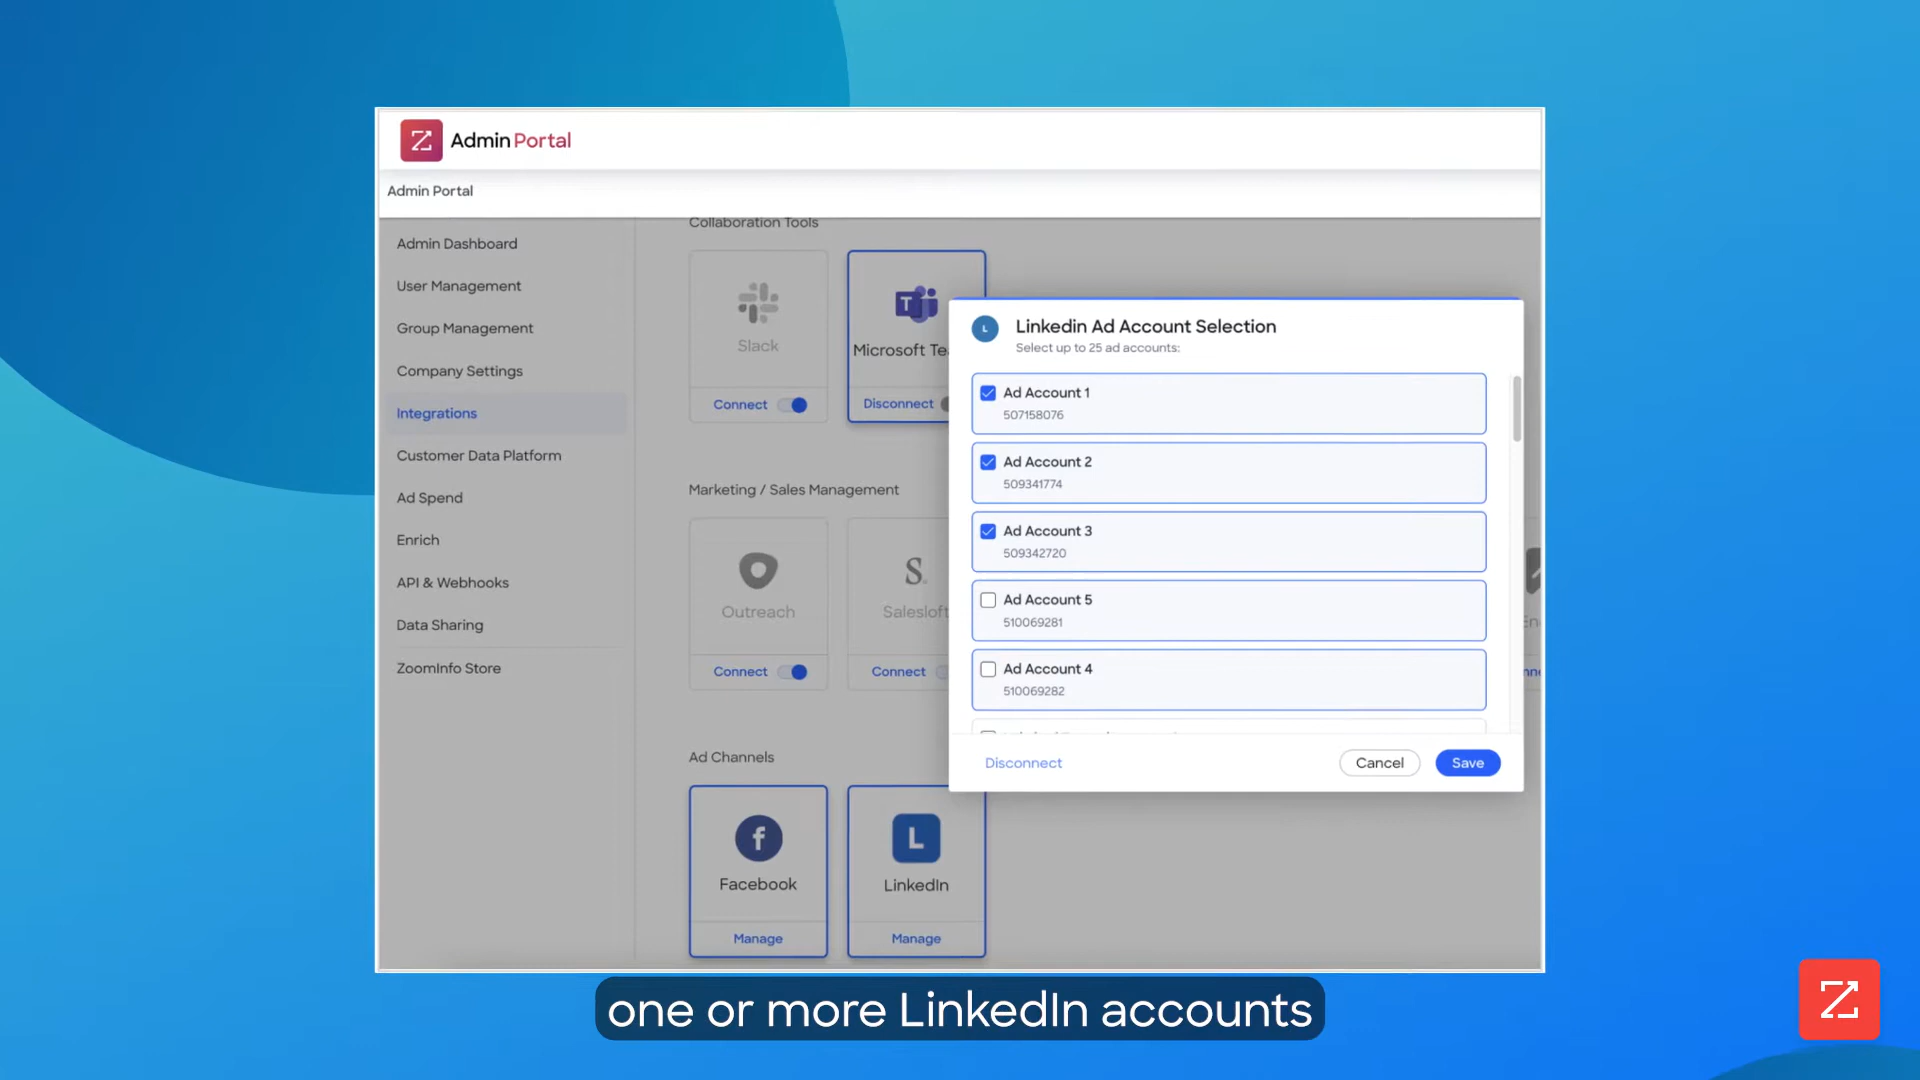 Admin Portal
Admin Portal
Collaboration Tools
Admin Dashboard
User Management
Group Management
Company Settings
Integrations
Customer Data Platform
Ad Spend
Enrich
API & Webhooks
Data Sharing
ZoomInfo Store
Slack
Connect
Microsoft Te
Disconnect
Marketing / Sales Management
Outreach
Connect
S.
Salesloft
Connect
Ad Channels
f
Facebook
Manage
L
LinkedIn
Manage
L
Linkedin Ad Account Selection
Select up to 25 ad accounts:
Ad Account 1
507158076
Ad Account 2
509341774
Ad Account 3
509342720
Ad Account 5
510069281
Ad Account 4
510069282
Disconnect
Cancel
Save
one or more LinkedIn accounts